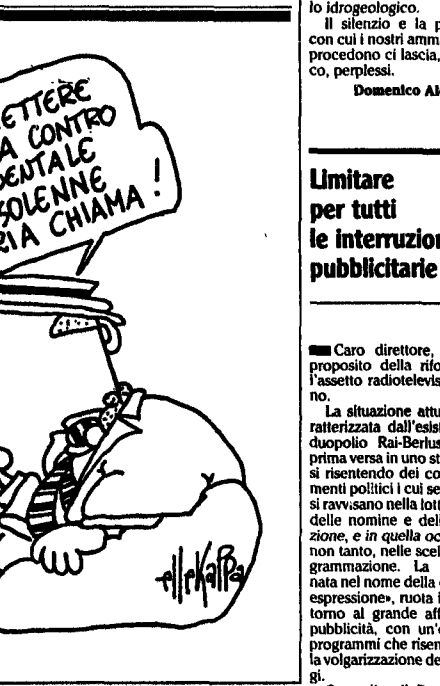 ETTERE
A CONTRO
DENTALE
SOLENNE
RIA CHIAMA!
elleKappa
lo idrogeologico.
Il silenzio e la p
con cui i nostri amm
procedono ci lascia,
co, perplessi.
Domenico Al
Limitare
per tutti
le interruzion
pubblicitarie
Caro direttore,
proposito della rifo
l'assetto radiotelevis
no.
La situazione attu
ratterizzata dall'esis
duopolio Rai-Berlus
prima versa in uno st
si risentendo dei co
menti politici i cui se
si ravvisano nella lott
delle nomine e del
zione, e in quella oc
non tanto, nelle scel
grammazione. La
nata nel nome della
espressione», ruota i
torno al grande aff
pubblicità, con un'
programmi che risen
la volgarizzazione de
gi.